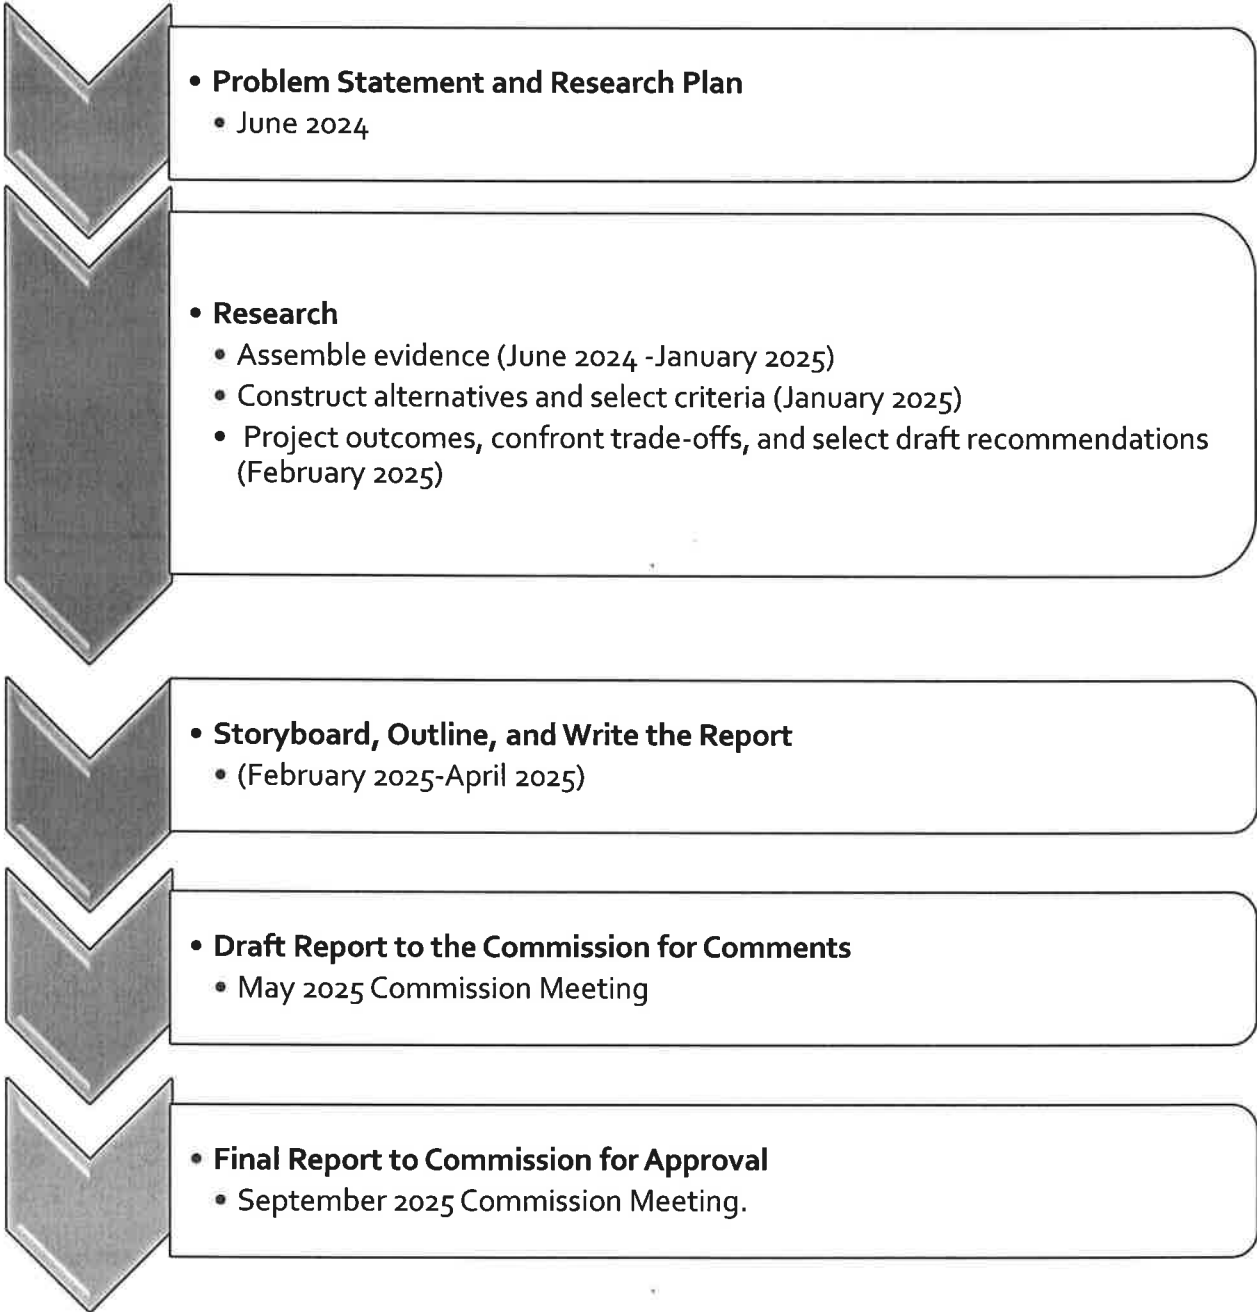 • Problem Statement and Research Plan
• June 2024
• Research
• Assemble evidence (June 2024 -January 2025)
• Construct alternatives and select criteria (January 2025)
• Project outcomes, confront trade-offs, and select draft recommendations
(February 2025)
• Storyboard, Outline, and Write the Report
• (February 2025-April 2025)
• Draft Report to the Commission for Comments
• May 2025 Commission Meeting
• Final Report to Commission for Approval
• September 2025 Commission Meeting.